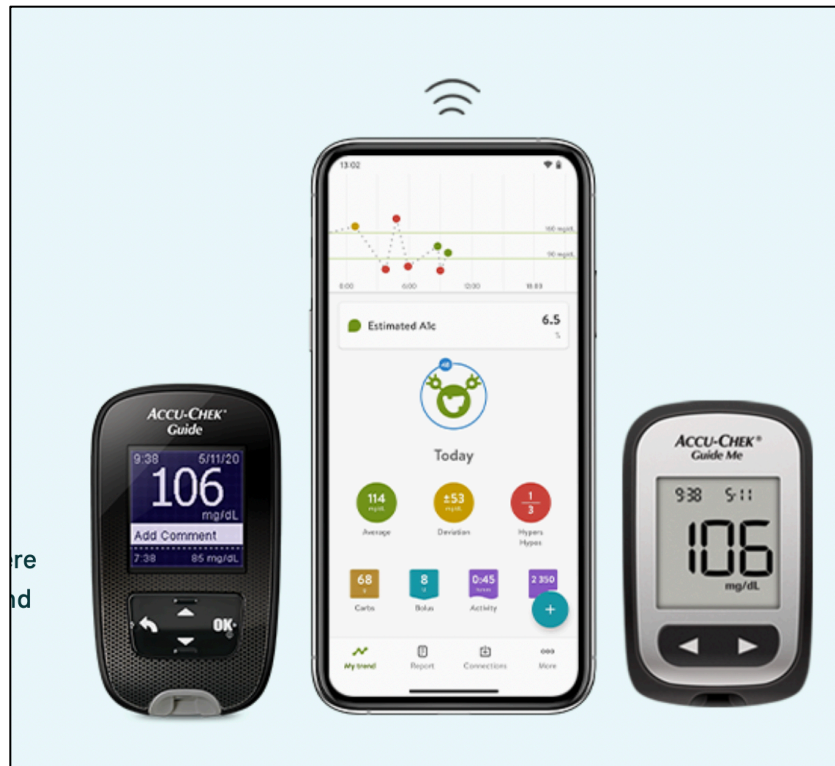 ere
nd
ACCU-CHEK®
Guide
9:38 5/11/20
106
mg/dL
Add Comment
7:38 85 mg/dL
OK
13:02
180 mg/dL
90 mg/dL
6:00 12:00 18:00
Estimated A1c 6.5
%
Today
114 ±53 1
mg/dL mg/dL 3
Average Deviation Hypers
Hypos
68 8 0:45 2 350
Carbs Bolus Activity
+
My trend Report Connections More
ACCU-CHEK®
Guide Me
9:38 5-11
106
mg/dL